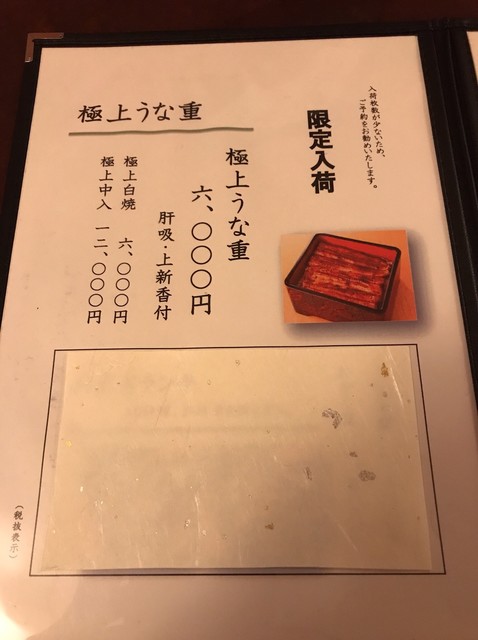 入荷枚数が少ないため、
ご予約をお勧めいたします。
限定入荷
極上うな重
極上うな重
六、〇〇〇円
肝吸・上新香付
極上白焼 六、〇〇〇円
極上中入 一二、〇〇〇円
(税抜表示)